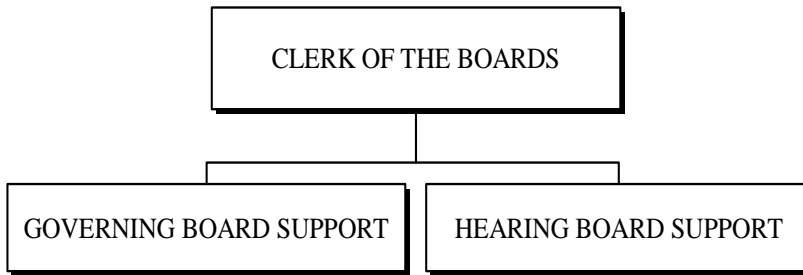 CLERK OF THE BOARDS
GOVERNING BOARD SUPPORT
HEARING BOARD SUPPORT